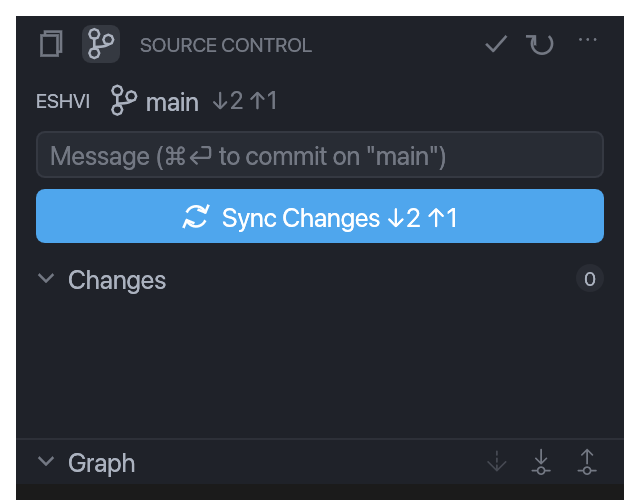 SOURCE CONTROL
ESHVI main ↓2 ↑1
Message (⌘⏎ to commit on "main")
Sync Changes ↓2 ↑1
Changes 0
Graph